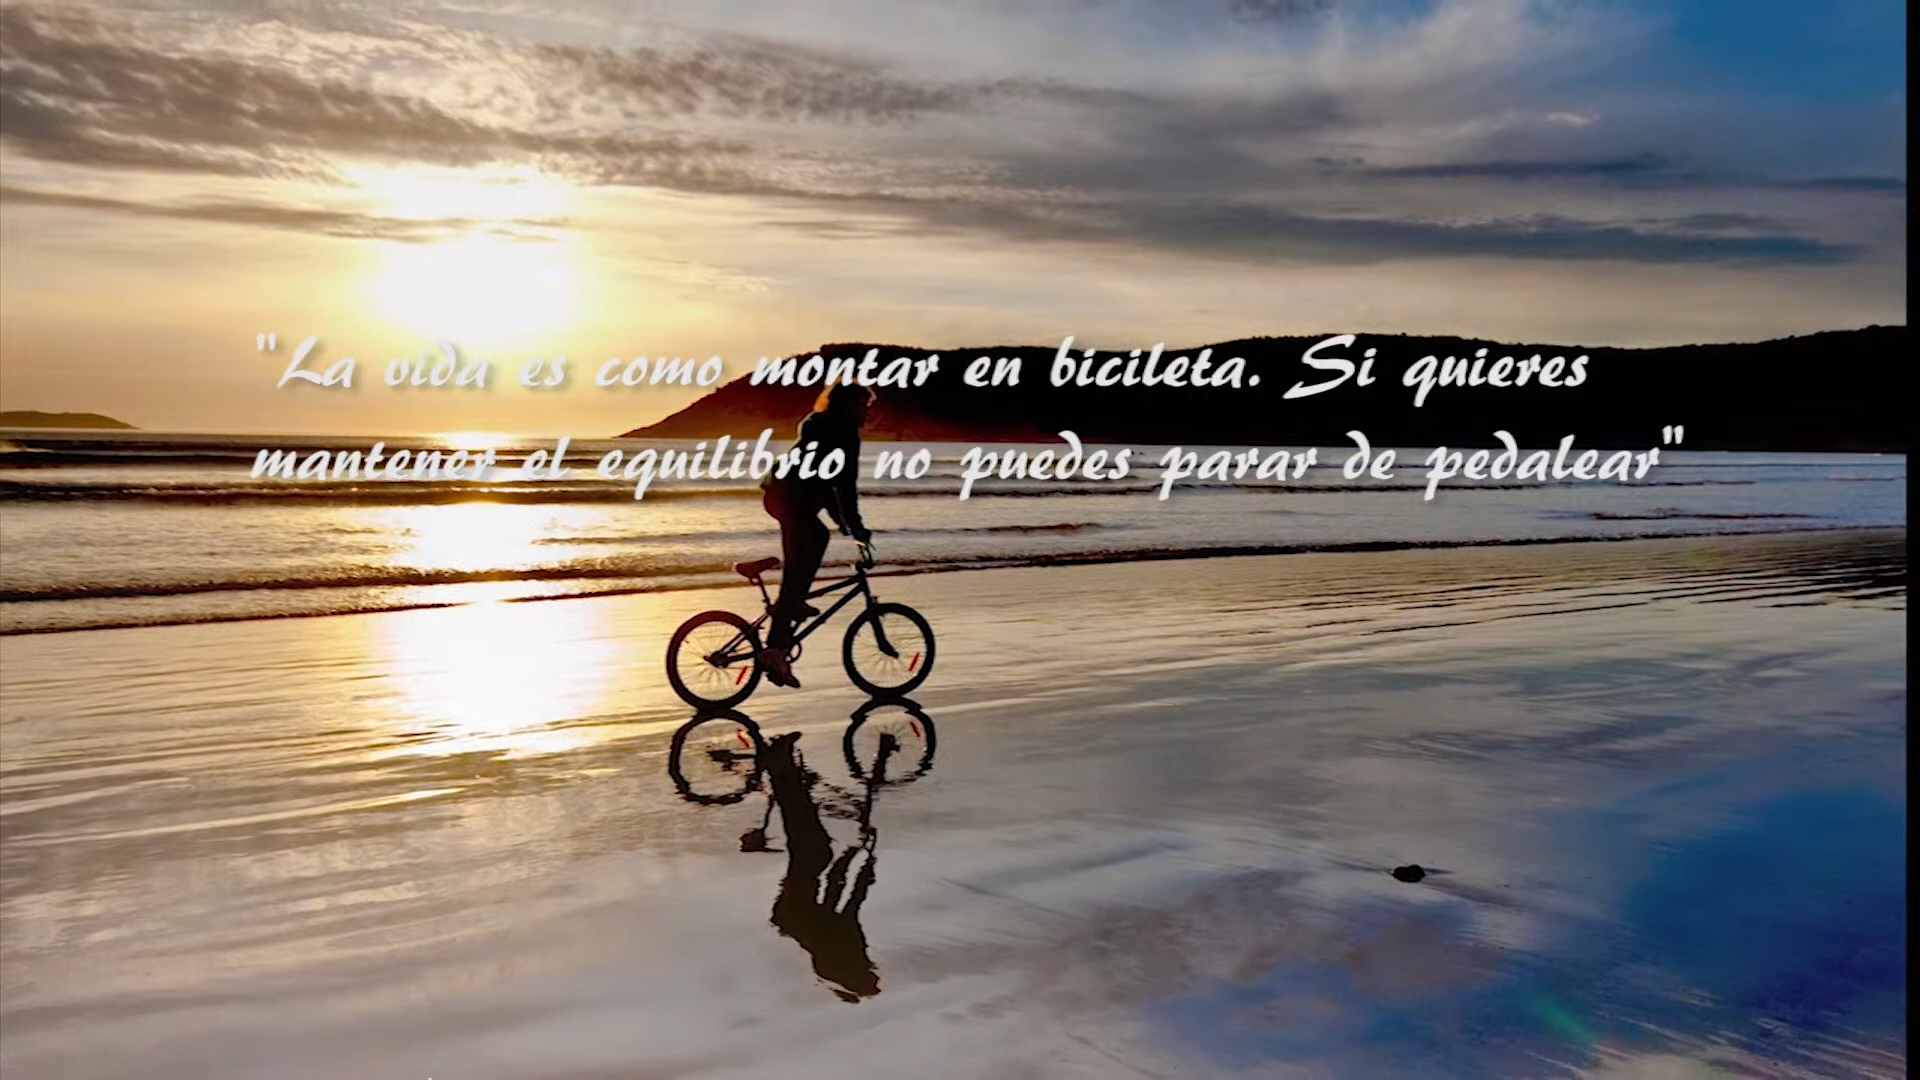 "La vida es como montar en bicileta. Si quieres
mantener el equilibrio no puedes parar de pedalear"